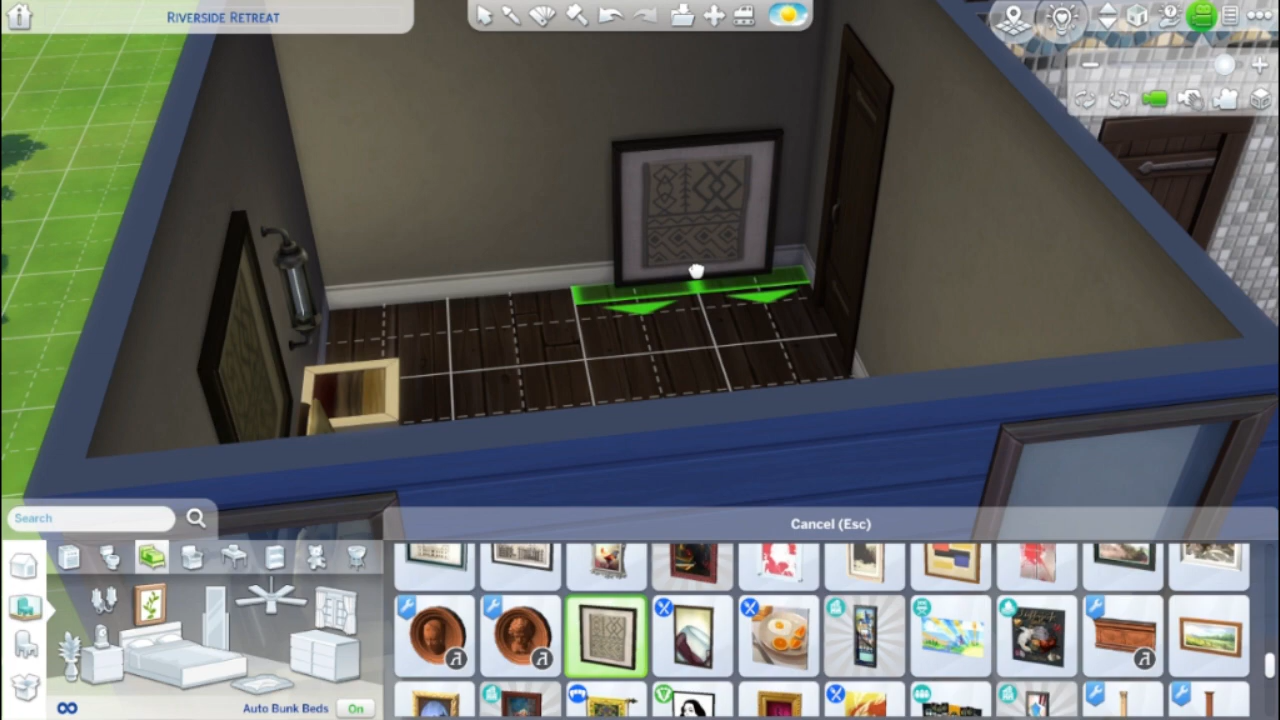 RIVERSIDE RETREAT
Search
Cancel (Esc)
Auto Bunk Beds
On